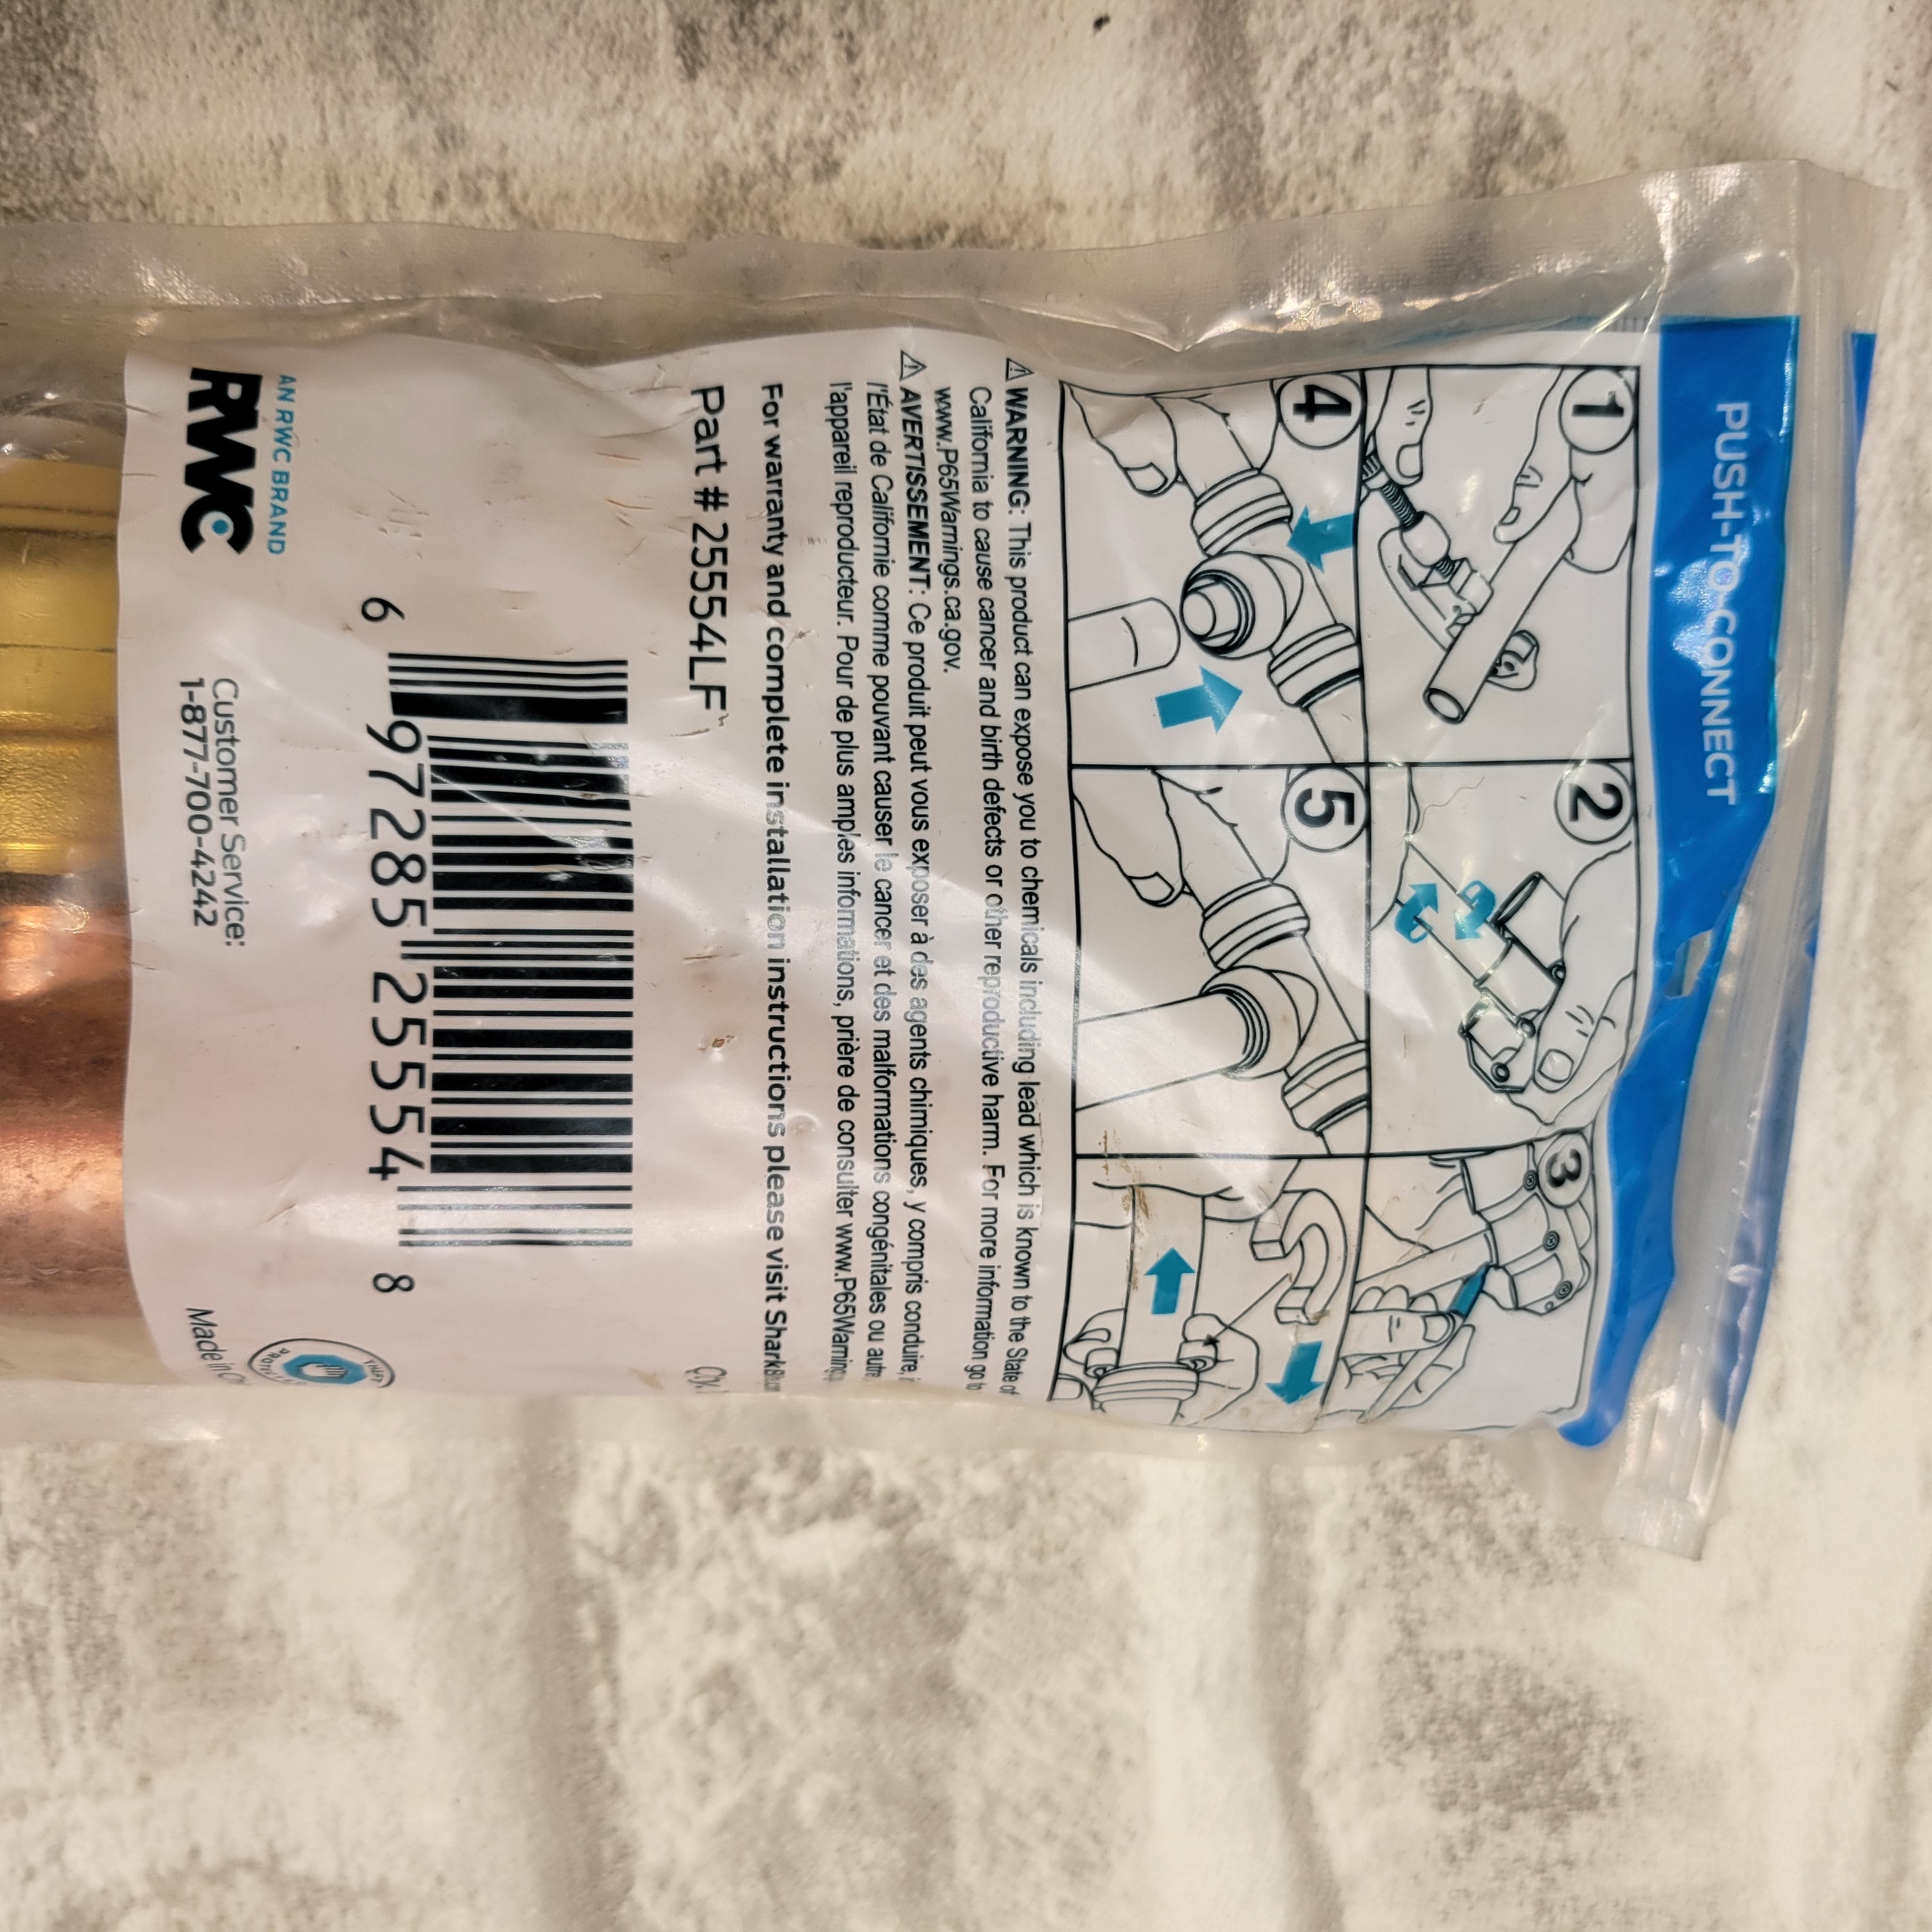 PUSH-TO-CONNECT
1
2
3
4
5
⚠ WARNING: This product can expose you to chemicals including lead which is known to the State of
California to cause cancer and birth defects or other reproductive harm. For more information go to
www.P65Warnings.ca.gov.
⚠ AVERTISSEMENT: Ce produit peut vous exposer à des agents chimiques, y compris conduire,
l'État de Californie comme pouvant causer le cancer et des malformations congénitales ou autre
l'appareil reproducteur. Pour de plus amples informations, prière de consulter www.P65Warning
For warranty and complete installation instructions please visit Shark
Part # 25554LF
6 97285 25554 8
AN RWC BRAND
RWC
Customer Service:
1-877-700-4242
THEFT
Made in